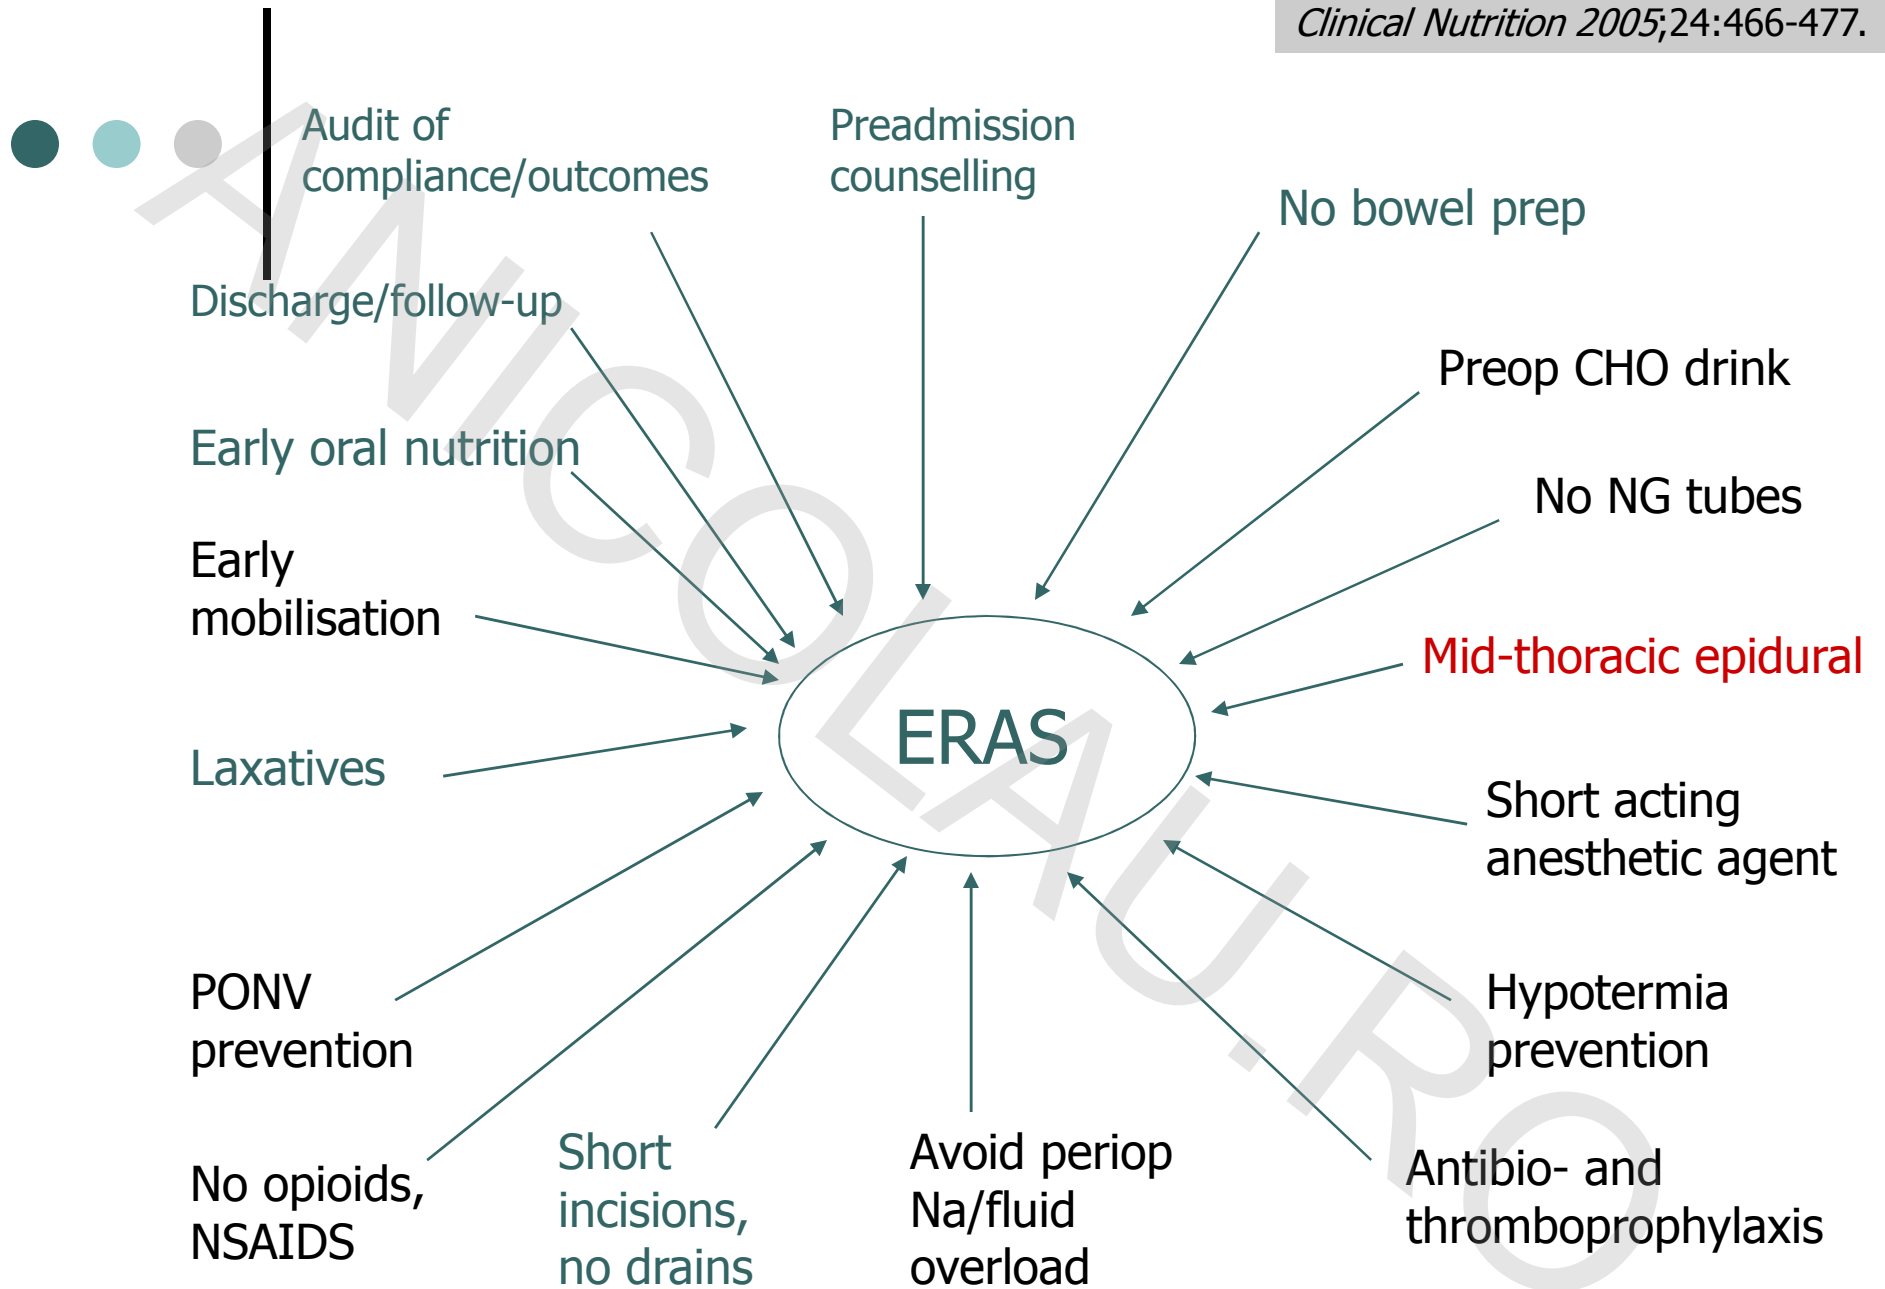 Clinical Nutrition 2005;24:466-477.
Audit of
compliance/outcomes
Preadmission
counselling
No bowel prep
Discharge/follow-up
Preop CHO drink
Early oral nutrition
No NG tubes
Early
mobilisation
Mid-thoracic epidural
ERAS
Laxatives
Short acting
anesthetic agent
PONV
prevention
Hypotermia
prevention
No opioids,
NSAIDS
Short
incisions,
no drains
Avoid periop
Na/fluid
overload
Antibio- and
thromboprophylaxis
ANICOLAU.RO